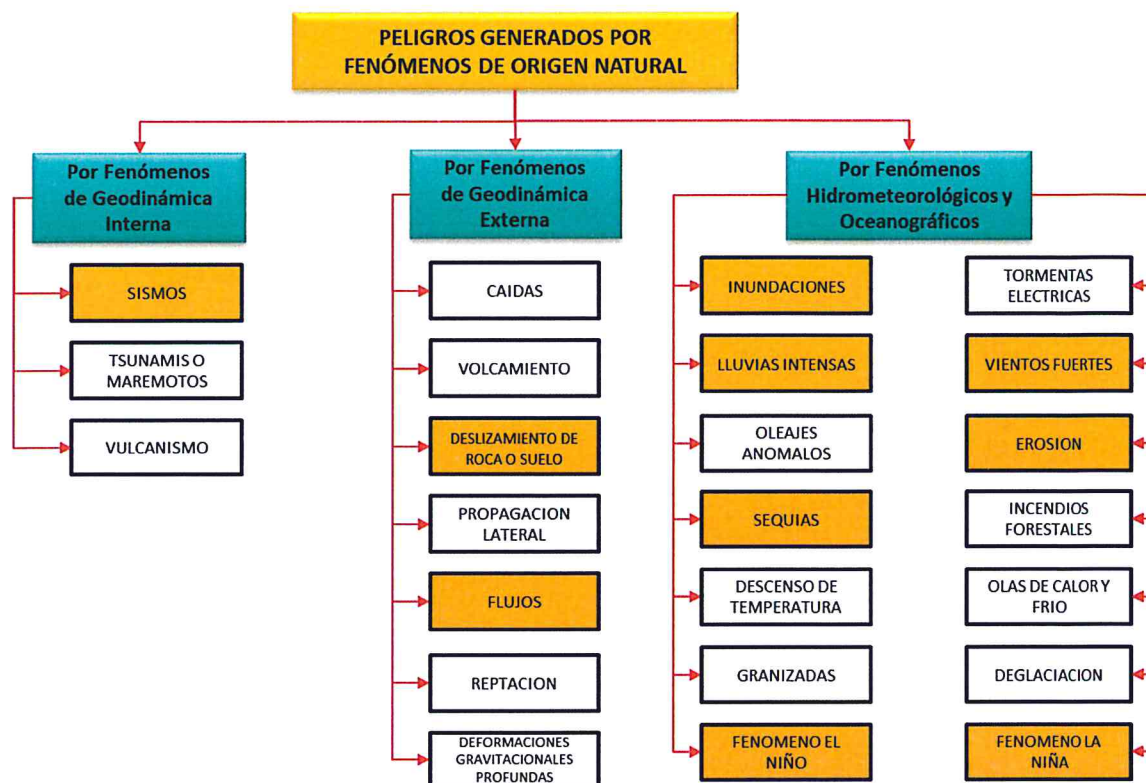 PELIGROS GENERADOS POR
FENÓMENOS DE ORIGEN NATURAL
Por Fenómenos
de Geodinámica
Interna
SISMOS
TSUNAMIS O
MAREMOTOS
VULCANISMO
Por Fenómenos
de Geodinámica
Externa
CAIDAS
VOLCAMIENTO
DESLIZAMIENTO DE
ROCA O SUELO
PROPAGACION
LATERAL
FLUJOS
REPTACION
DEFORMACIONES
GRAVITACIONALES
PROFUNDAS
Por Fenómenos
Hidrometeorológicos y
Oceanográficos
INUNDACIONES
LLUVIAS INTENSAS
OLEAJES
ANOMALOS
SEQUIAS
DESCENSO DE
TEMPERATURA
GRANIZADAS
FENOMENO EL
NIÑO
TORMENTAS
ELECTRICAS
VIENTOS FUERTES
EROSION
INCENDIOS
FORESTALES
OLAS DE CALOR Y
FRIO
DEGLACIACION
FENOMENO LA
NIÑA